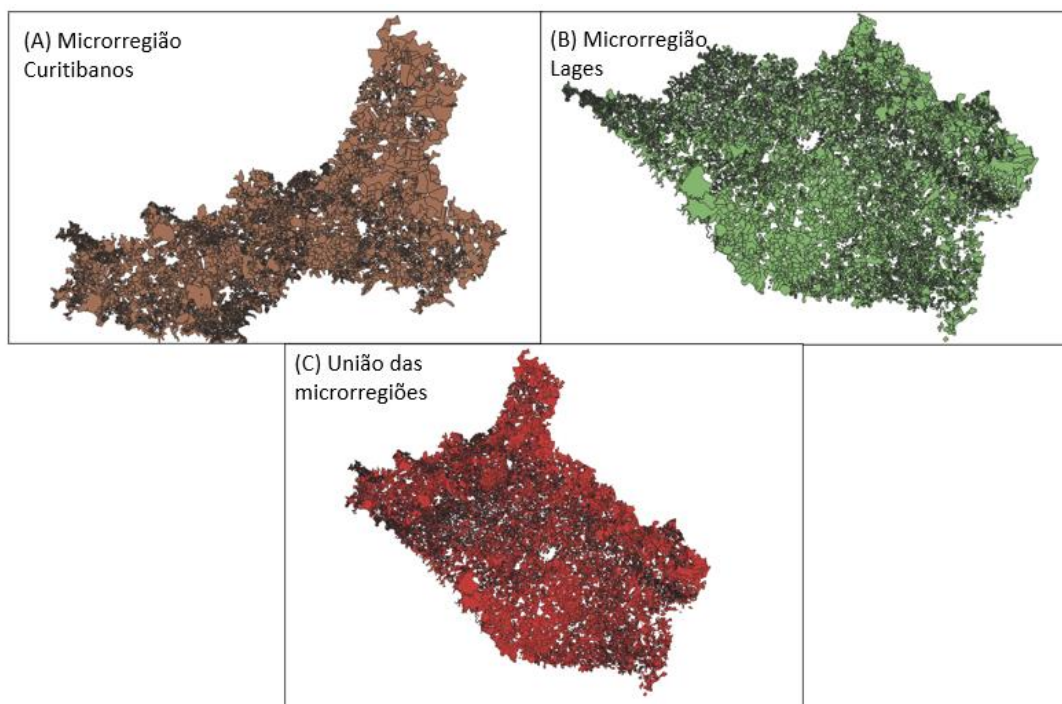 (A) Microrregião
Curitibanos
(B) Microrregião
Lages
(C) União das
microrregiões